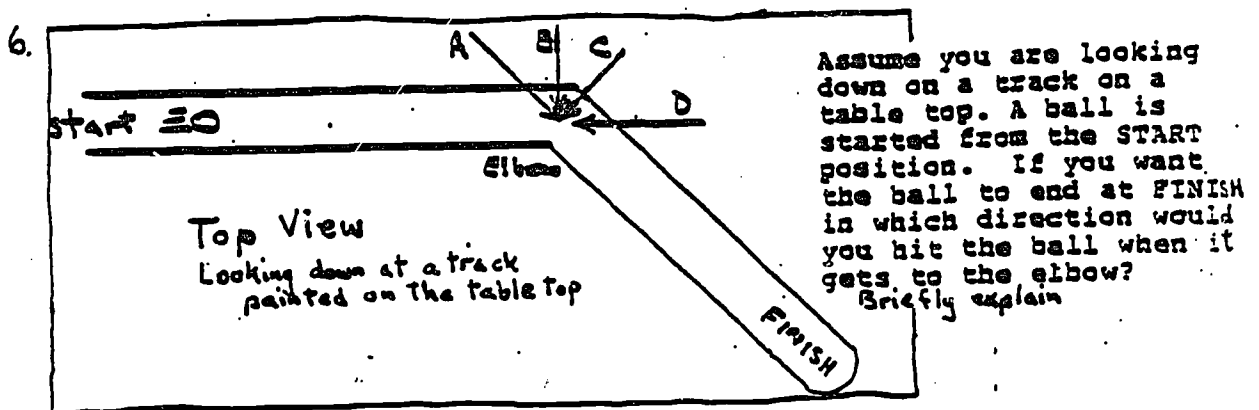 6.
A B C
D
start
Elbow
Top View
Looking down at a track
painted on the table top
FINISH
Assume you are looking
down on a track on a
table top. A ball is
started from the START
position. If you want
the ball to end at FINISH
in which direction would
you hit the ball when it
gets to the elbow?
Briefly explain